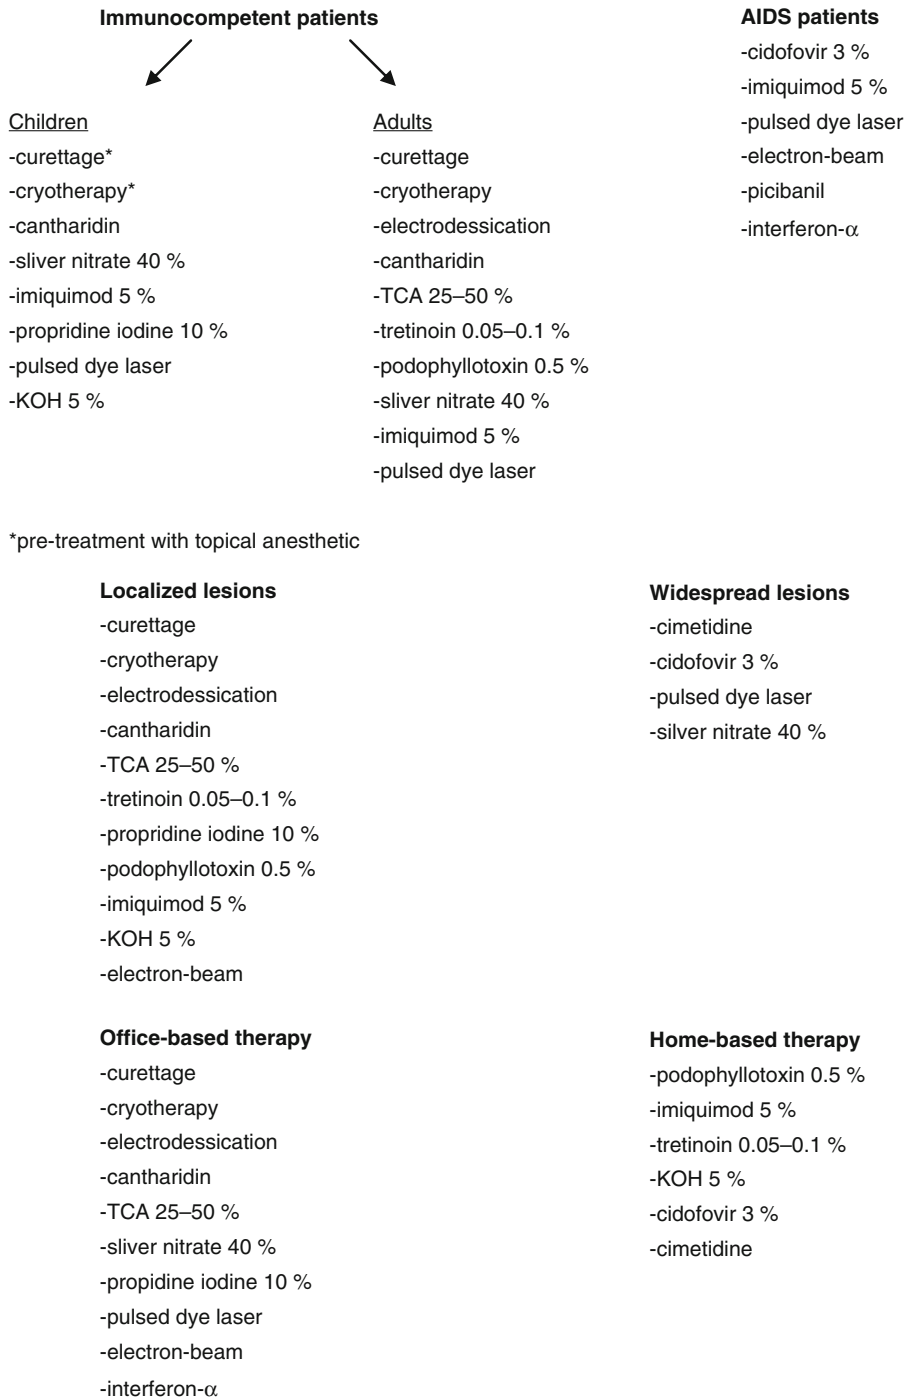 Immunocompetent patients
Children
-curettage*
-cryotherapy*
-cantharidin
-sliver nitrate 40 %
-imiquimod 5 %
-propridine iodine 10 %
-pulsed dye laser
-KOH 5 %
Adults
-curettage
-cryotherapy
-electrodessication
-cantharidin
-TCA 25–50 %
-tretinoin 0.05–0.1 %
-podophyllotoxin 0.5 %
-sliver nitrate 40 %
-imiquimod 5 %
-pulsed dye laser
AIDS patients
-cidofovir 3 %
-imiquimod 5 %
-pulsed dye laser
-electron-beam
-picibanil
-interferon-α
*pre-treatment with topical anesthetic
Localized lesions
-curettage
-cryotherapy
-electrodessication
-cantharidin
-TCA 25–50 %
-tretinoin 0.05–0.1 %
-propridine iodine 10 %
-podophyllotoxin 0.5 %
-imiquimod 5 %
-KOH 5 %
-electron-beam
Widespread lesions
-cimetidine
-cidofovir 3 %
-pulsed dye laser
-silver nitrate 40 %
Office-based therapy
-curettage
-cryotherapy
-electrodessication
-cantharidin
-TCA 25–50 %
-sliver nitrate 40 %
-propidine iodine 10 %
-pulsed dye laser
-electron-beam
-interferon-α
Home-based therapy
-podophyllotoxin 0.5 %
-imiquimod 5 %
-tretinoin 0.05–0.1 %
-KOH 5 %
-cidofovir 3 %
-cimetidine